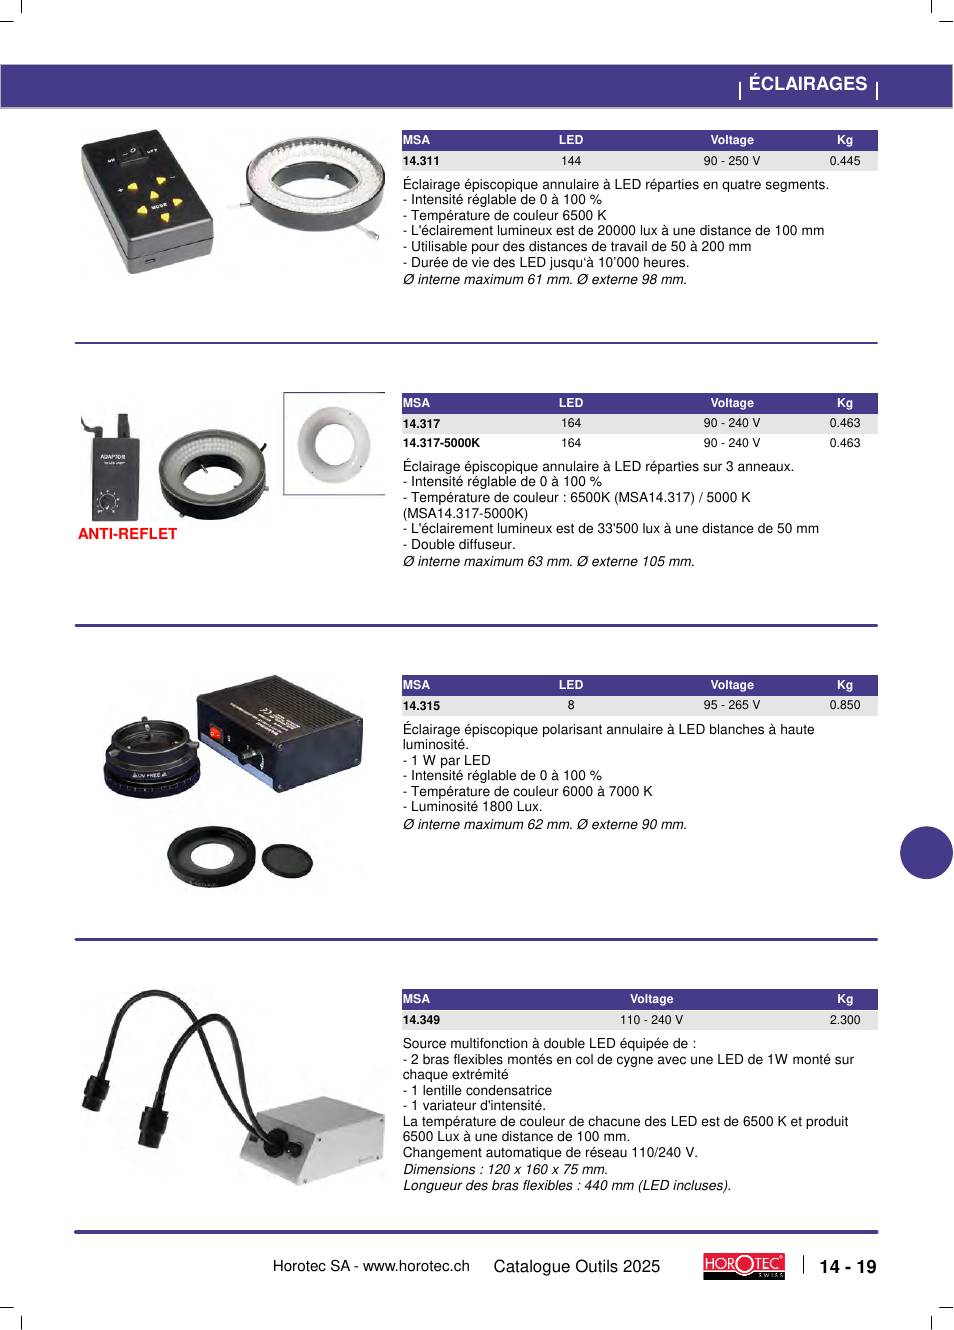 ÉCLAIRAGES
ON OFF
MODE
MSA LED Voltage Kg
14.311 144 90 - 250 V 0.445
Éclairage épiscopique annulaire à LED réparties en quatre segments.
- Intensité réglable de 0 à 100 %
- Température de couleur 6500 K
- L'éclairement lumineux est de 20000 lux à une distance de 100 mm
- Utilisable pour des distances de travail de 50 à 200 mm
- Durée de vie des LED jusqu‘à 10’000 heures.
Ø interne maximum 61 mm. Ø externe 98 mm.
ADAPTOR
ANTI-REFLET
MSA LED Voltage Kg
14.317 164 90 - 240 V 0.463
14.317-5000K 164 90 - 240 V 0.463
Éclairage épiscopique annulaire à LED réparties sur 3 anneaux.
- Intensité réglable de 0 à 100 %
- Température de couleur : 6500K (MSA14.317) / 5000 K
(MSA14.317-5000K)
- L'éclairement lumineux est de 33'500 lux à une distance de 50 mm
- Double diffuseur.
Ø interne maximum 63 mm. Ø externe 105 mm.
UV FREE
MSA LED Voltage Kg
14.315 8 95 - 265 V 0.850
Éclairage épiscopique polarisant annulaire à LED blanches à haute
luminosité.
- 1 W par LED
- Intensité réglable de 0 à 100 %
- Température de couleur 6000 à 7000 K
- Luminosité 1800 Lux.
Ø interne maximum 62 mm. Ø externe 90 mm.
MSA Voltage Kg
14.349 110 - 240 V 2.300
Source multifonction à double LED équipée de :
- 2 bras flexibles montés en col de cygne avec une LED de 1W monté sur
chaque extrémité
- 1 lentille condensatrice
- 1 variateur d'intensité.
La température de couleur de chacune des LED est de 6500 K et produit
6500 Lux à une distance de 100 mm.
Changement automatique de réseau 110/240 V.
Dimensions : 120 x 160 x 75 mm.
Longueur des bras flexibles : 440 mm (LED incluses).
Horotec SA - www.horotec.ch Catalogue Outils 2025 HOROTEC® SWISS 14 - 19